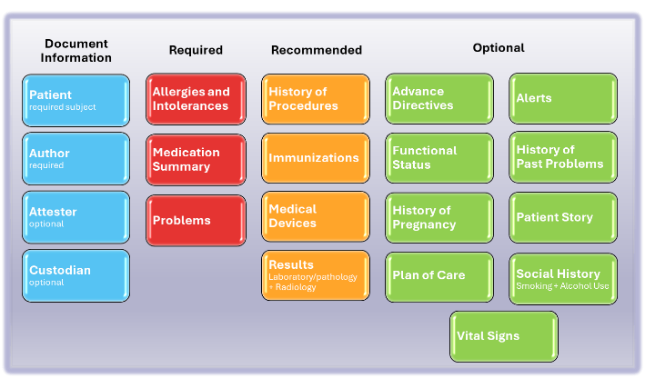 Document
Information
Required
Recommended
Optional
Patient
required subject
Author
required
Attester
optional
Custodian
optional
Allergies and
Intolerances
Medication
Summary
Problems
History of
Procedures
Immunizations
Medical
Devices
Results
Laboratory/pathology
+ Radiology
Advance
Directives
Functional
Status
History of
Pregnancy
Plan of Care
Alerts
History of
Past Problems
Patient Story
Social History
Smoking + Alcohol Use
Vital Signs